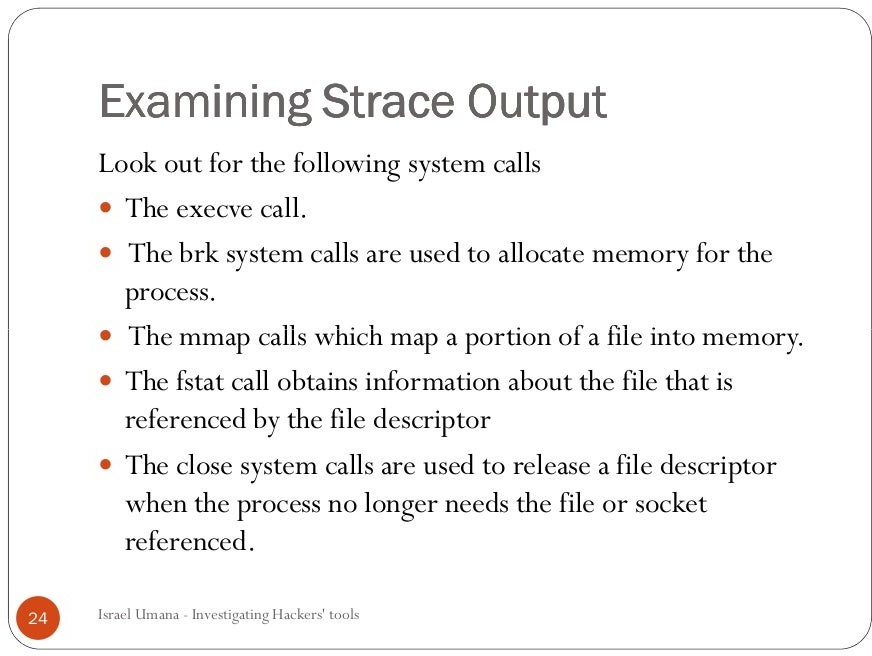 Examining Strace Output
Look out for the following system calls
• The execve call.
• The brk system calls are used to allocate memory for the
process.
• The mmap calls which map a portion of a file into memory.
• The fstat call obtains information about the file that is
referenced by the file descriptor
• The close system calls are used to release a file descriptor
when the process no longer needs the file or socket
referenced.
24
Israel Umana - Investigating Hackers' tools